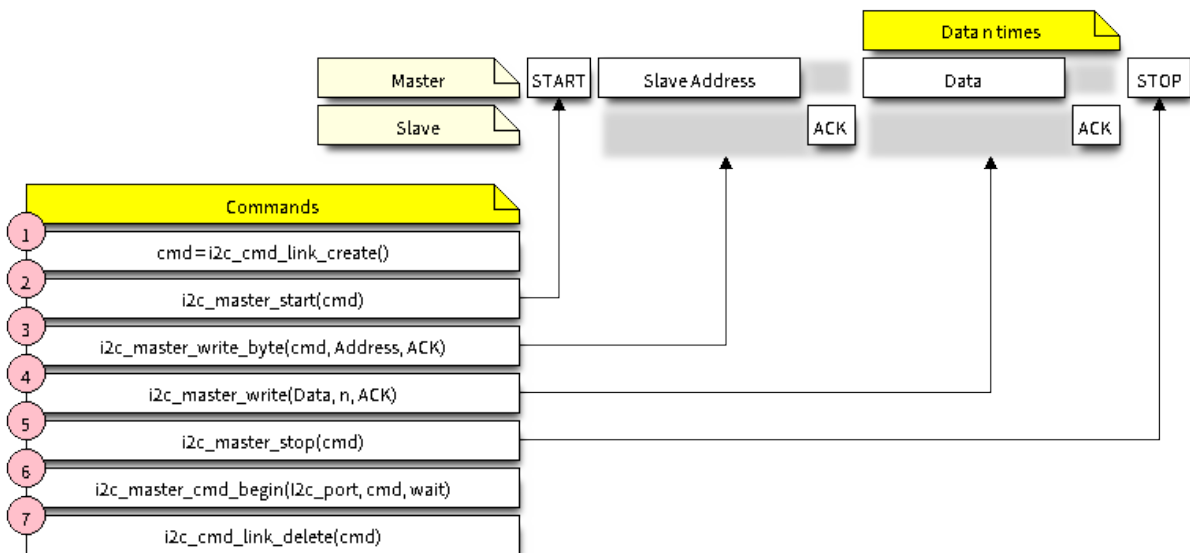 Data n times
Master START Slave Address Data STOP
Slave ACK ACK
Commands
1
cmd=i2c_cmd_link_create()
2
i2c_master_start(cmd)
3
i2c_master_write_byte(cmd, Address, ACK)
4
i2c_master_write(Data, n, ACK)
5
i2c_master_stop(cmd)
6
i2c_master_cmd_begin(I2c_port, cmd, wait)
7
i2c_cmd_link_delete(cmd)